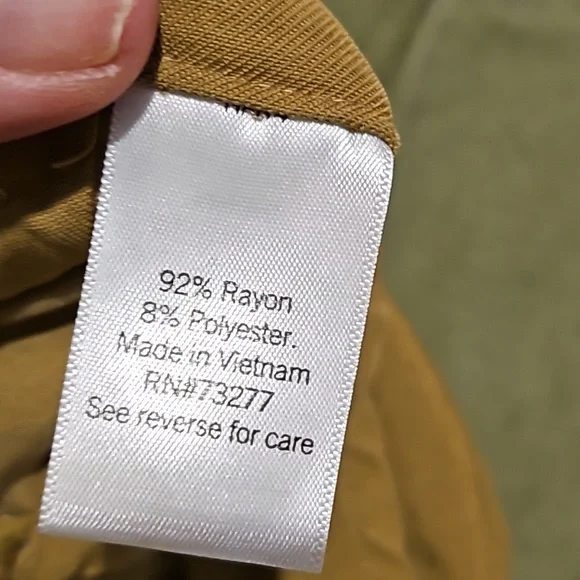 92% Rayon
8% Polyester.
Made in Vietnam
RN#73277
See reverse for care